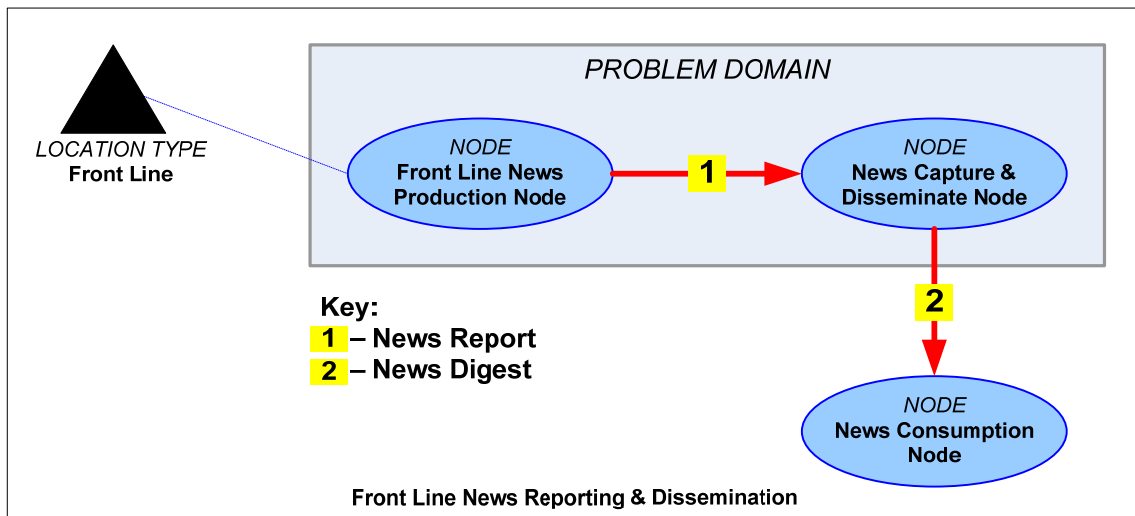 PROBLEM DOMAIN
LOCATION TYPE
Front Line
NODE
Front Line News
Production Node
1
NODE
News Capture &
Disseminate Node
2
Key:
1 – News Report
2 – News Digest
NODE
News Consumption
Node
Front Line News Reporting & Dissemination